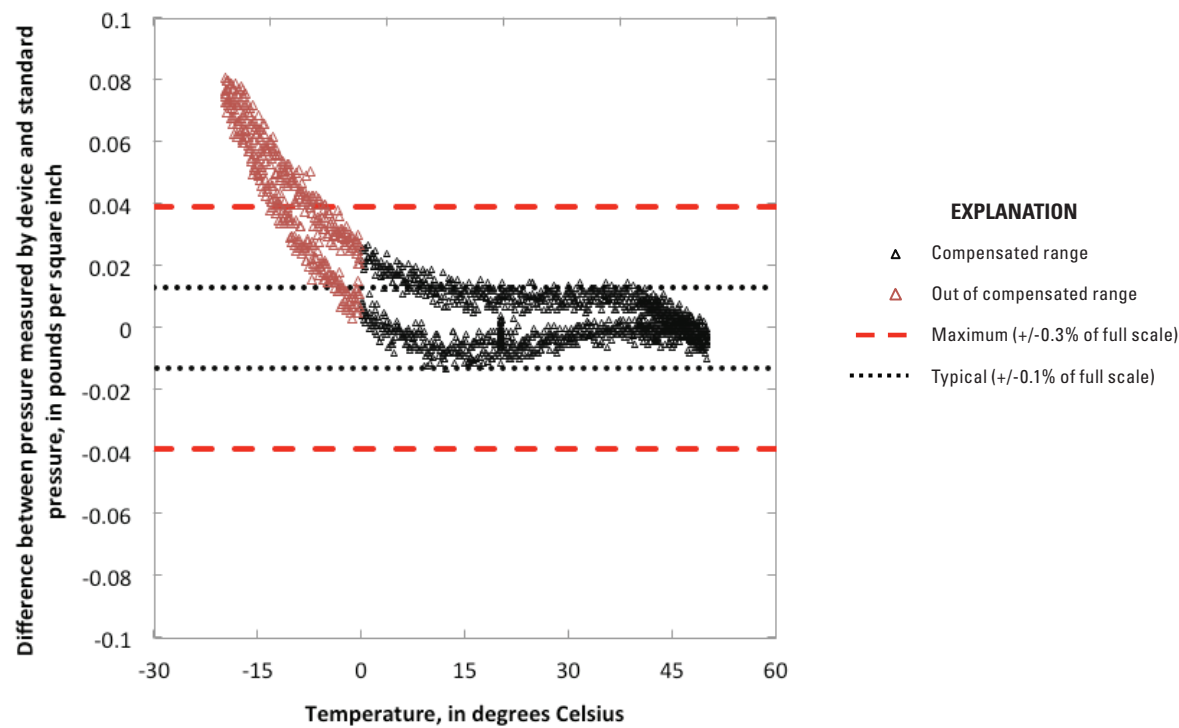 Difference between pressure measured by device and standard
pressure, in pounds per square inch
0.1
0.08
0.06
0.04
0.02
0
-0.02
-0.04
-0.06
-0.08
-0.1
-30
-15
0
15
30
45
60
Temperature, in degrees Celsius
EXPLANATION
Compensated range
Out of compensated range
Maximum (+/-0.3% of full scale)
Typical (+/-0.1% of full scale)